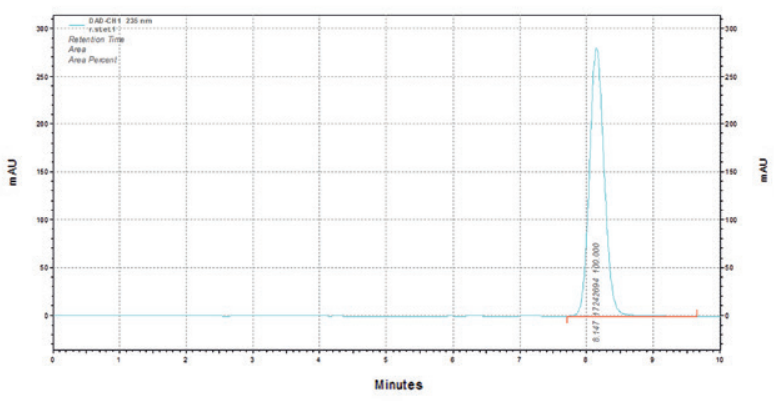 DAD-CH1 235 nm
Retention Time
Area
Area Percent
300
250
200
150
100
50
0
mAU
300
250
200
150
100
50
0
mAU
8.147 17242694 100.000
0 1 2 3 4 5 6 7 8 9 10
Minutes